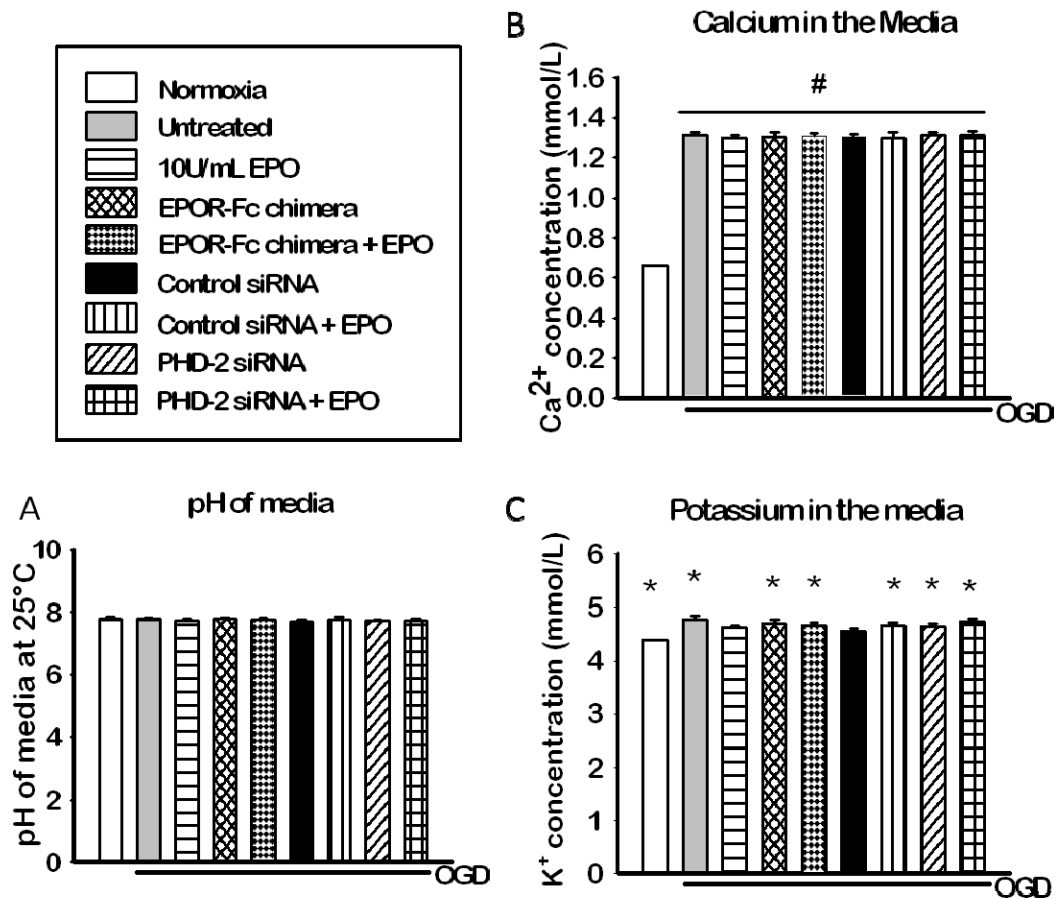 B
Calcium in the Media
Normoxia
Untreated
10U/mL EPO
EPOR-Fc chimera
EPOR-Fc chimera + EPO
Control siRNA
Control siRNA + EPO
PHD-2 siRNA
PHD-2 siRNA + EPO
Ca²⁺ concentration (mmol/L)
1.6
1.4
1.2
1.0
0.8
0.6
0.4
0.2
0.0
#
OGD
A
pH of media
pH of media at 25°C
10
8
6
4
2
0
OGD
C
Potassium in the media
K⁺ concentration (mmol/L)
6
5
4
3
2
1
0
* * * * * * *
OGD